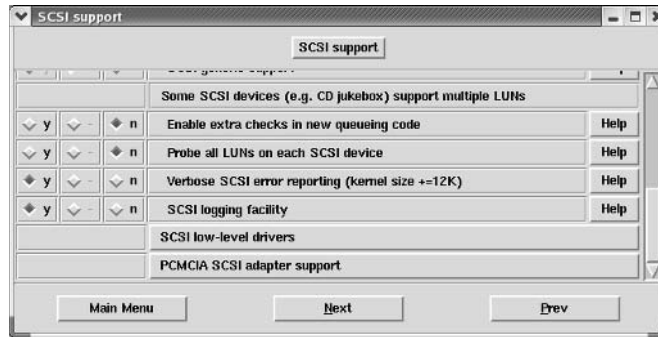 SCSI support
SCSI support
Some SCSI devices (e.g. CD jukebox) support multiple LUNs
y - n Enable extra checks in new queueing code Help
y - n Probe all LUNs on each SCSI device Help
y - n Verbose SCSI error reporting (kernel size +=12K) Help
y - n SCSI logging facility Help
SCSI low-level drivers
PCMCIA SCSI adapter support
Main Menu Next Prev